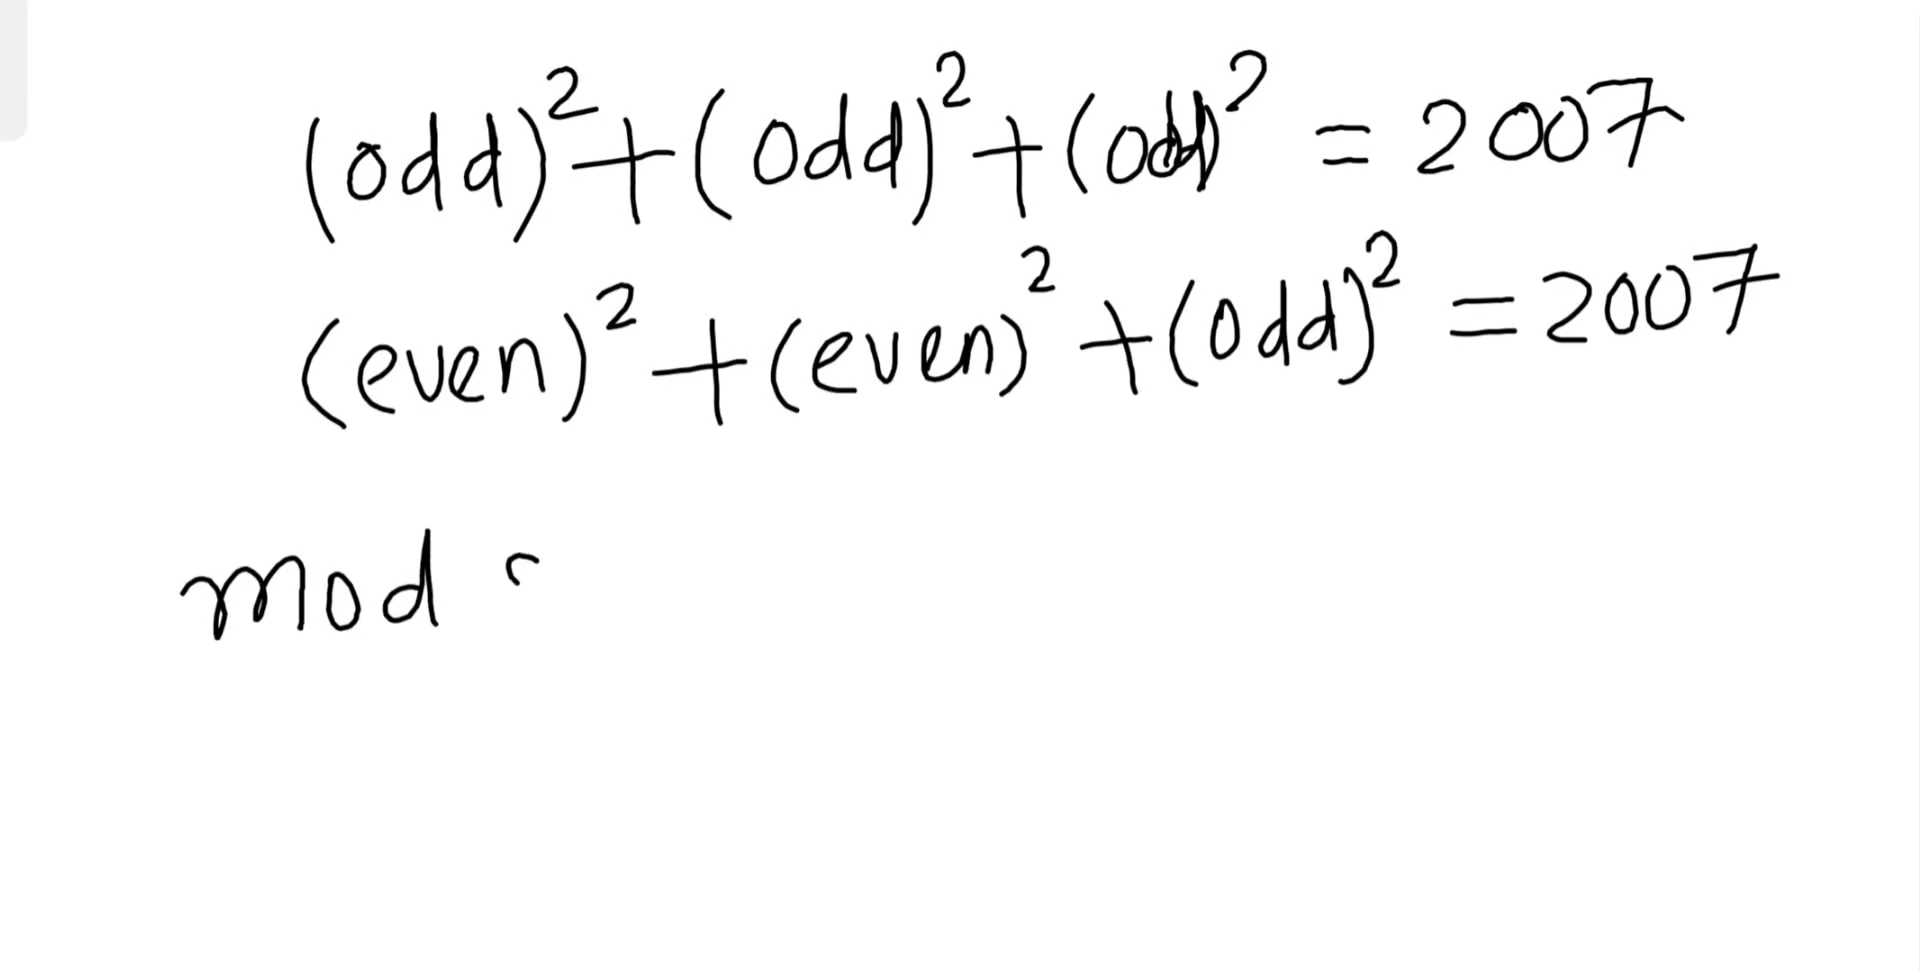 (odd)²+(odd)²+(odd)² = 2007
(even)²+(even)²+(odd)² = 2007
mod